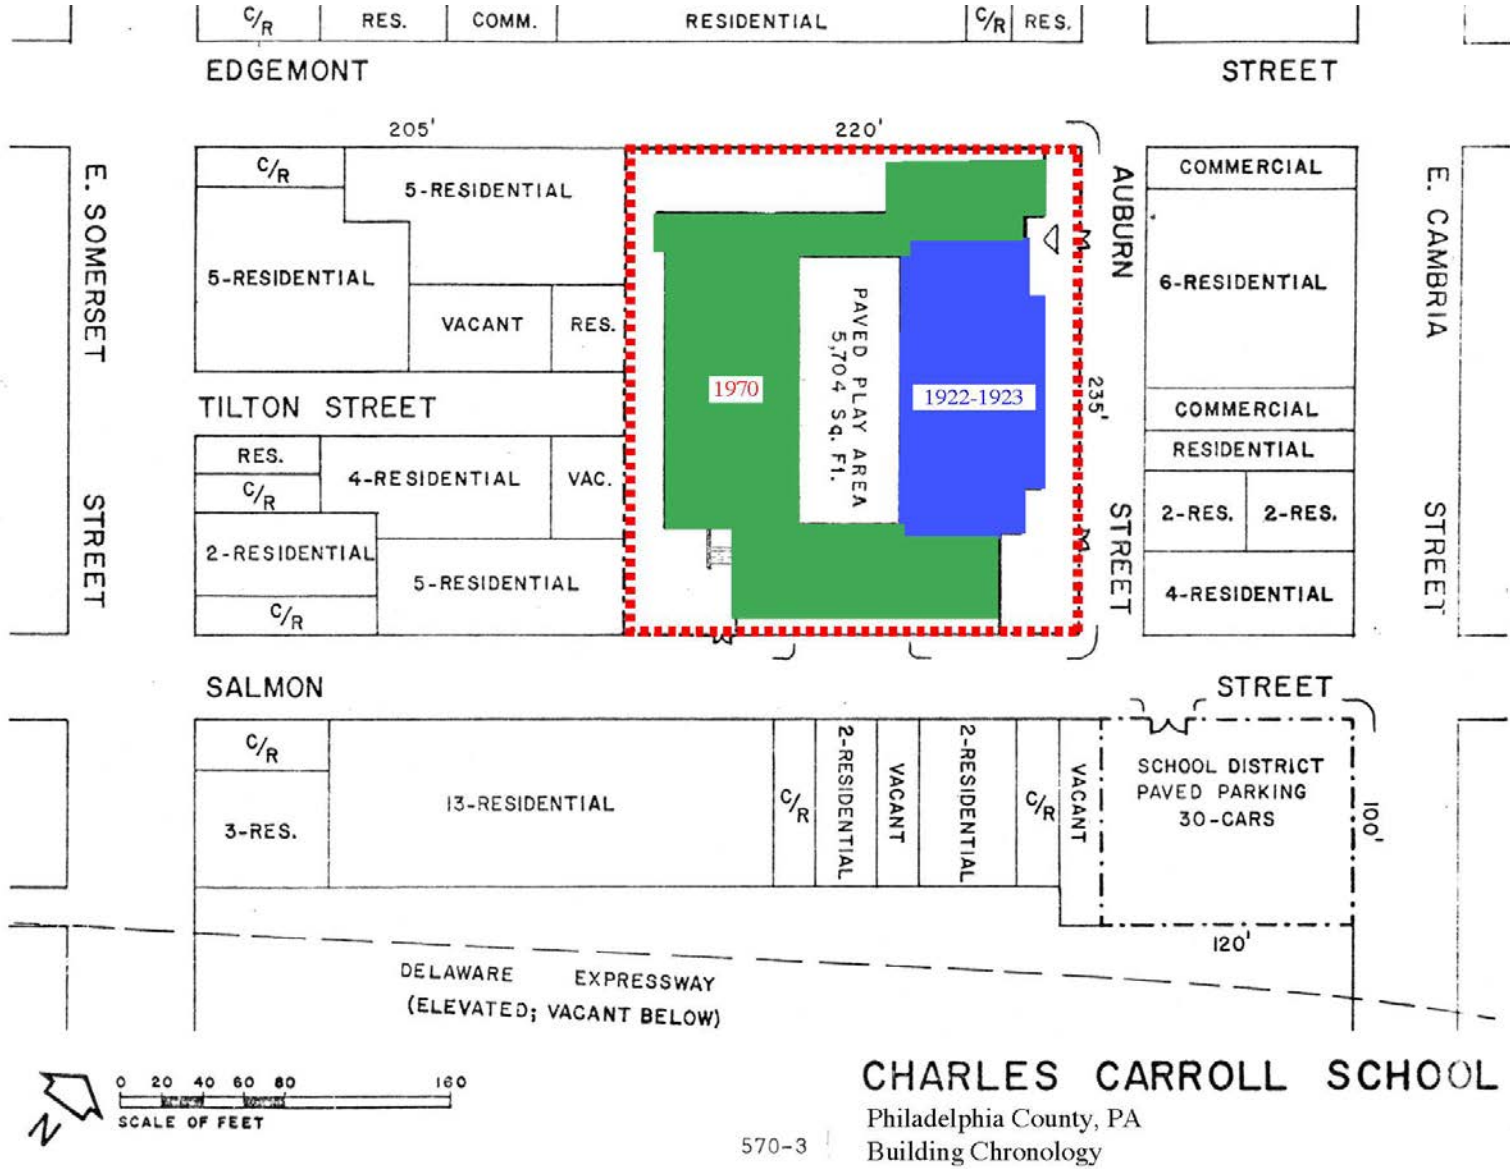 C/R
RES.
COMM.
RESIDENTIAL
C/R
RES.
EDGEMONT STREET
205'
220'
E. SOMERSET STREET
C/R
5-RESIDENTIAL
5-RESIDENTIAL
VACANT
RES.
TILTON STREET
RES.
C/R
4-RESIDENTIAL
VAC.
2-RESIDENTIAL
C/R
5-RESIDENTIAL
1970
PAVED PLAY AREA
5,704 Sq. Ft.
1922-1923
235'
AUBURN STREET
COMMERCIAL
6-RESIDENTIAL
COMMERCIAL
RESIDENTIAL
2-RES.
2-RES.
4-RESIDENTIAL
E. CAMBRIA STREET
SALMON STREET
C/R
3-RES.
13-RESIDENTIAL
C/R
2-RESIDENTIAL
VACANT
2-RESIDENTIAL
C/R
VACANT
SCHOOL DISTRICT
PAVED PARKING
30-CARS
100'
120'
DELAWARE EXPRESSWAY
(ELEVATED; VACANT BELOW)
N
0 20 40 60 80 160
SCALE OF FEET
CHARLES CARROLL SCHOOL
Philadelphia County, PA
Building Chronology
570-3